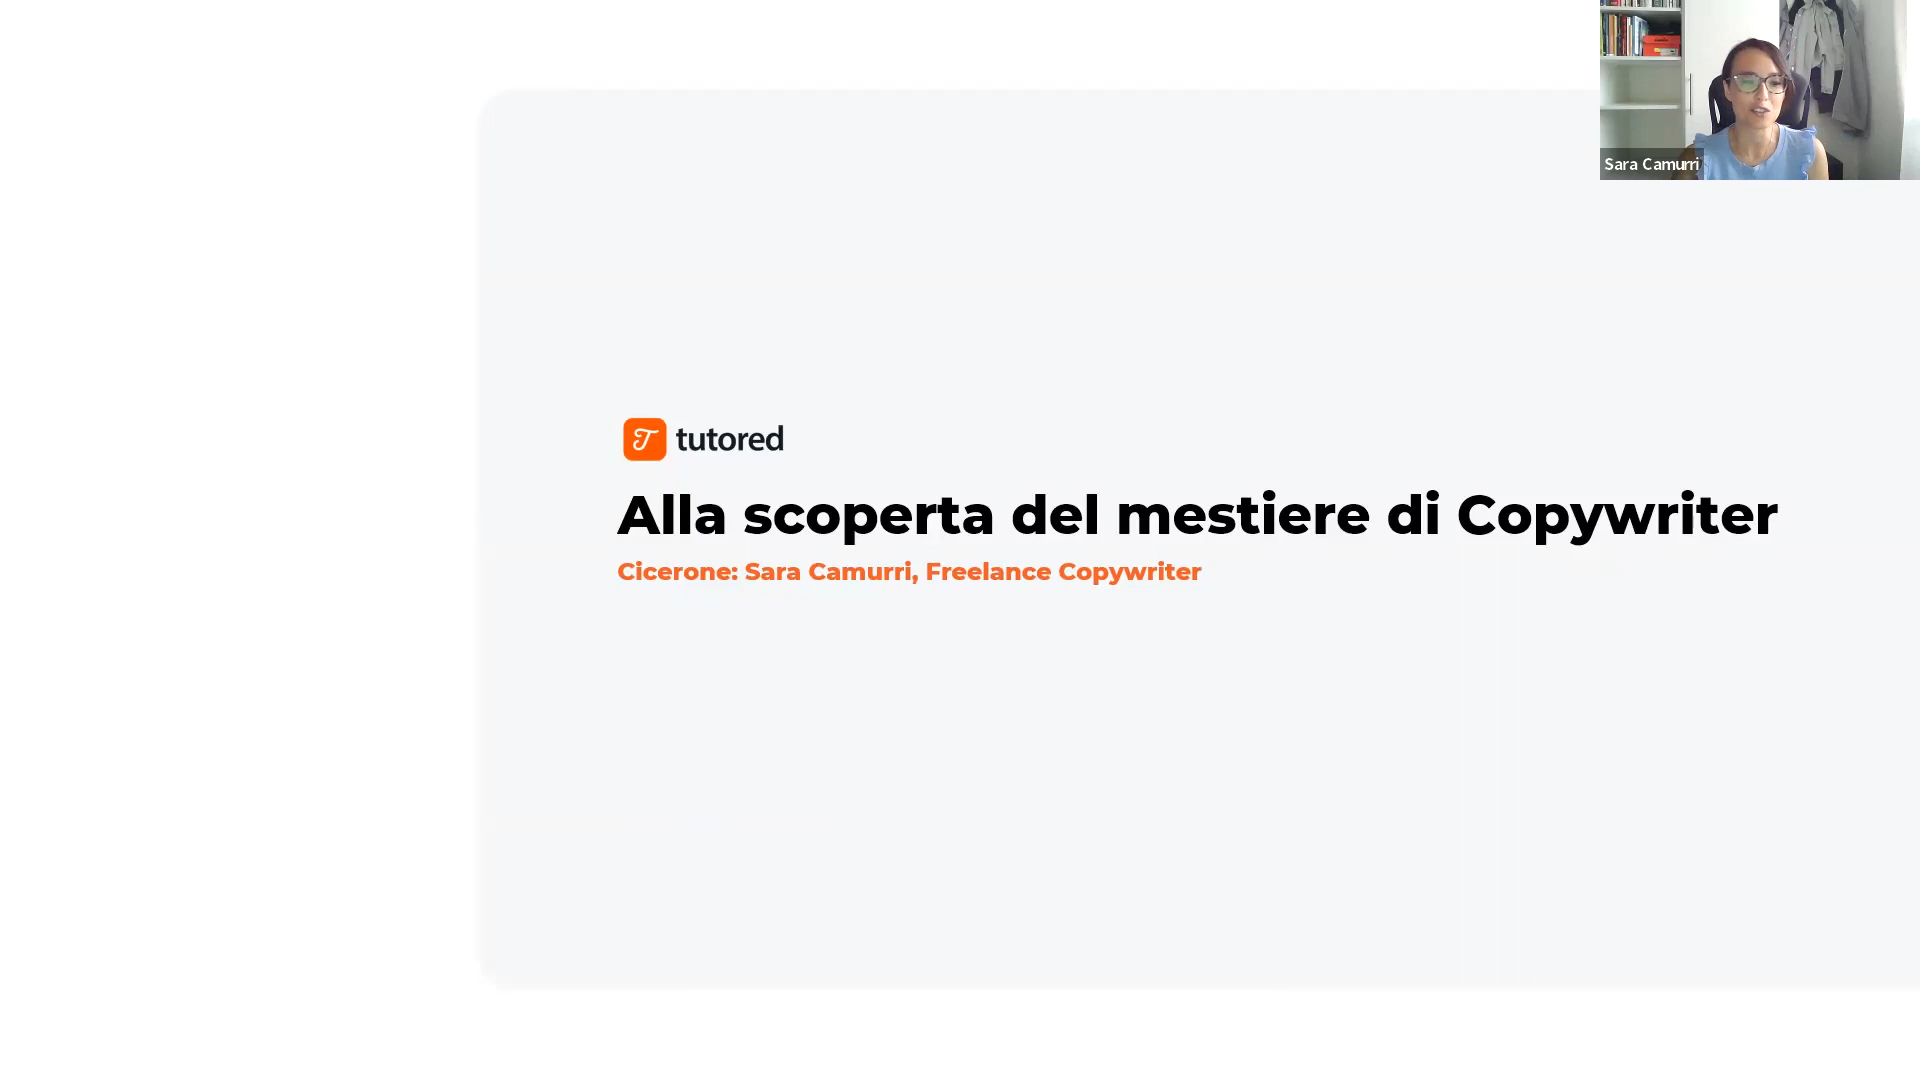 Sara Camurri
tutored
Alla scoperta del mestiere di Copywriter
Cicerone: Sara Camurri, Freelance Copywriter